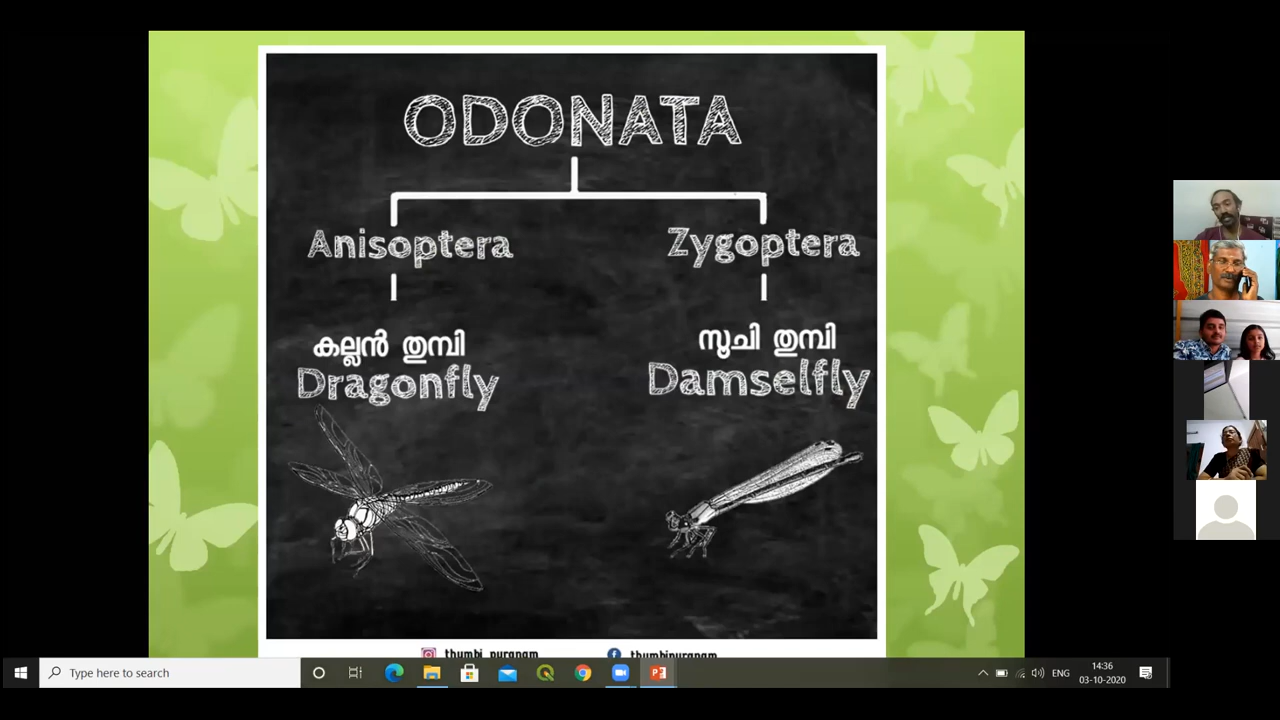 ODONATA
Anisoptera
Zygoptera
കല്ലൻ തുമ്പി
Dragonfly
സൂചി തുമ്പി
Damselfly
thumbi_puranam
thumbipuranam
Type here to search
ENG
14:36
03-10-2020